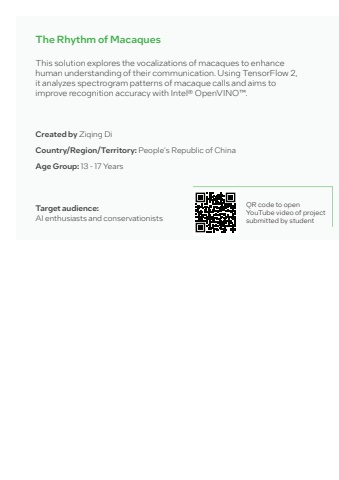 The Rhythm of Macaques
This solution explores the vocalizations of macaques to enhance
human understanding of their communication. Using TensorFlow 2,
it analyzes spectrogram patterns of macaque calls and aims to
improve recognition accuracy with Intel® OpenVINO™.
Created by Ziqing Di
Country/Region/Territory: People's Republic of China
Age Group: 13 - 17 Years
Target audience:
AI enthusiasts and conservationists
QR code to open
YouTube video of project
submitted by student